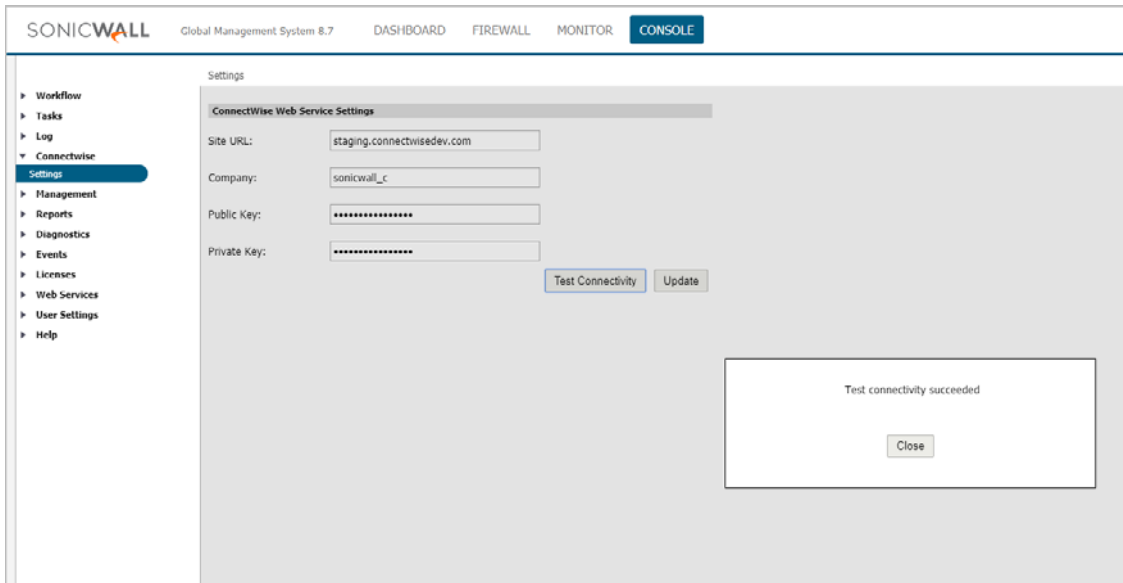 SONICWALL Global Management System 8.7 DASHBOARD FIREWALL MONITOR CONSOLE
Settings
Workflow
Tasks
Log
Connectwise
Settings
Management
Reports
Diagnostics
Events
Licenses
Web Services
User Settings
Help
ConnectWise Web Service Settings
Site URL: staging.connectwisedev.com
Company: sonicwall_c
Public Key: ••••••••••••••••
Private Key: ••••••••••••••••
Test Connectivity Update
Test connectivity succeeded
Close